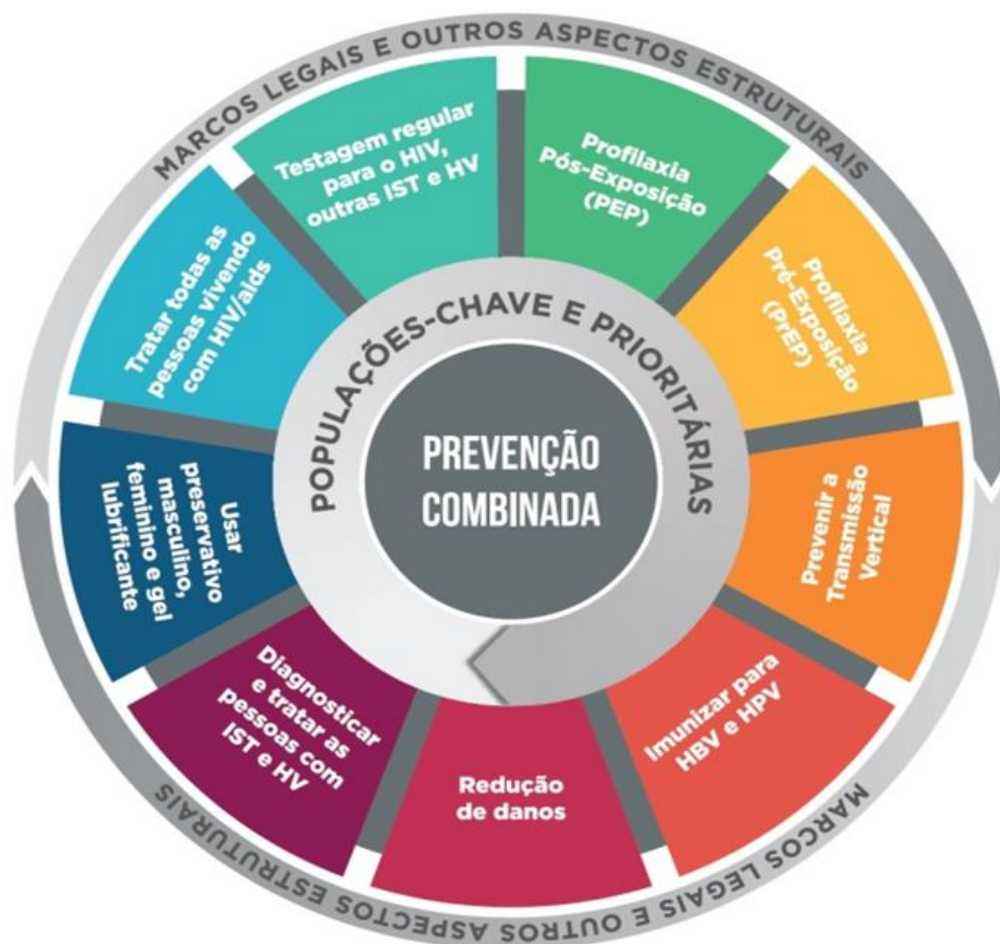 MARCOS LEGAIS E OUTROS ASPECTOS ESTRUTURAIS
Testagem regular
para o HIV,
outras IST e HV
Profilaxia
Pós-Exposição
(PEP)
Profilaxia
Pré-Exposição
(PrEP)
Prevenir a
Transmissão
Vertical
Imunizar para
HBV e HPV
Redução
de danos
Diagnosticar
e tratar as
pessoas com
IST e HV
Usar
preservativo
masculino,
feminino e gel
lubrificante
Tratar todas as
pessoas vivendo
com HIV/aids
POPULAÇÕES-CHAVE E PRIORITÁRIAS
PREVENÇÃO
COMBINADA
MARCOS LEGAIS E OUTROS ASPECTOS ESTRUTURAIS